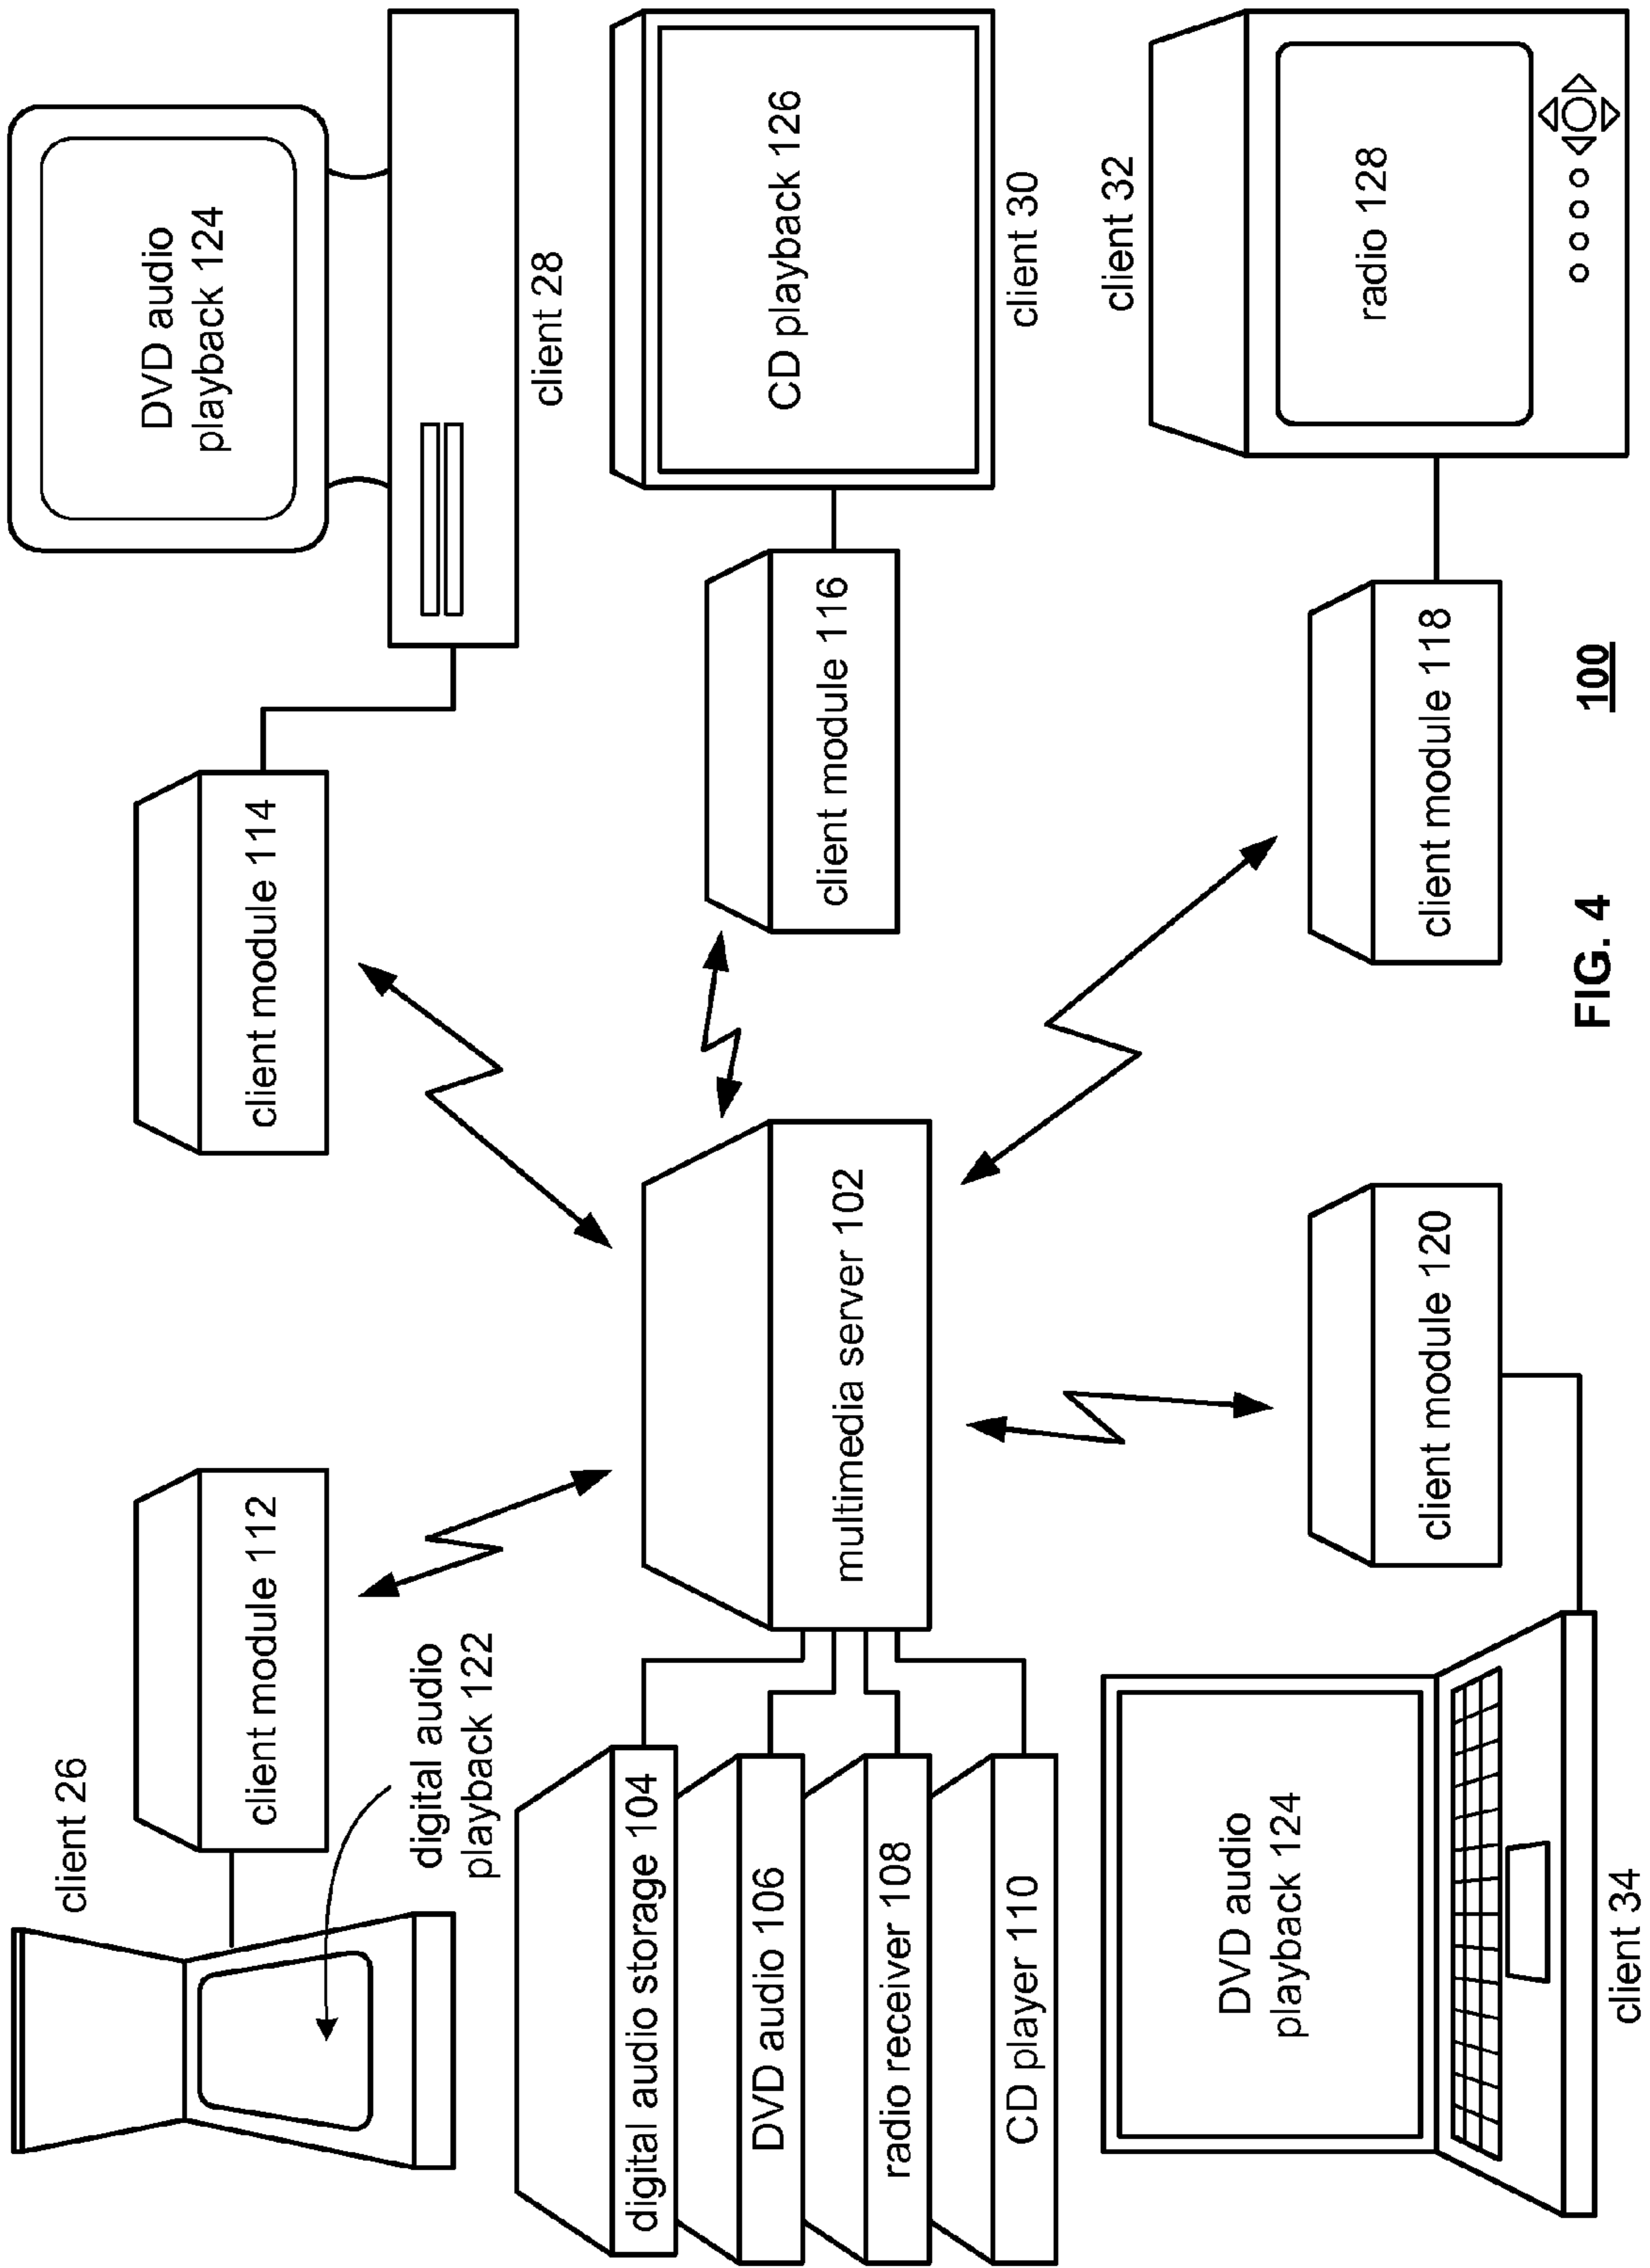 client 26
client module 112
digital audio
playback 122
client module 114
DVD audio
playback 124
client 28
digital audio storage 104
DVD audio 106
radio receiver 108
CD player 110
multimedia server 102
client module 116
CD playback 126
client 30
DVD audio
playback 124
client 34
client module 120
client module 118
client 32
radio 128
FIG. 4
100